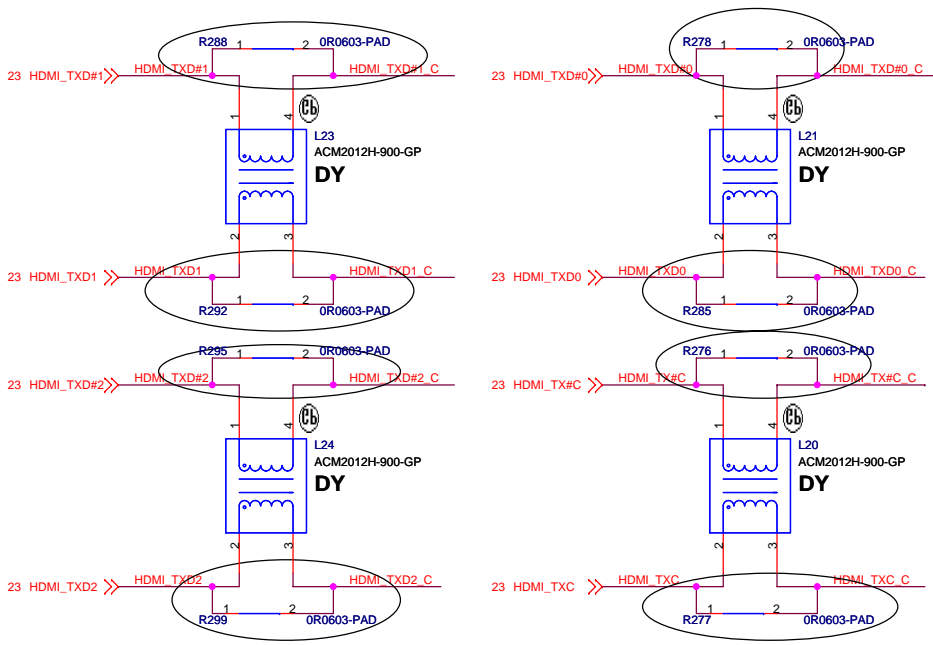 R288 1 2 0R0603-PAD
23 HDMI_TXD#1 HDMI_TXD#1 HDMI_TXD#1_C
1 4
L23
ACM2012H-900-GP
DY
2 3
23 HDMI_TXD1 HDMI_TXD1 HDMI_TXD1_C
1 2
R292 0R0603-PAD
R278 1 2 0R0603-PAD
23 HDMI_TXD#0 HDMI_TXD#0 HDMI_TXD#0_C
1 4
L21
ACM2012H-900-GP
DY
2 3
23 HDMI_TXD0 HDMI_TXD0 HDMI_TXD0_C
1 2
R285 0R0603-PAD
R295 1 2 0R0603-PAD
23 HDMI_TXD#2 HDMI_TXD#2 HDMI_TXD#2_C
1 4
L24
ACM2012H-900-GP
DY
2 3
23 HDMI_TXD2 HDMI_TXD2 HDMI_TXD2_C
1 2
R299 0R0603-PAD
R276 1 2 0R0603-PAD
23 HDMI_TX#C HDMI_TX#C HDMI_TX#C_C
1 4
L20
ACM2012H-900-GP
DY
2 3
23 HDMI_TXC HDMI_TXC HDMI_TXC_C
1 2
R277 0R0603-PAD